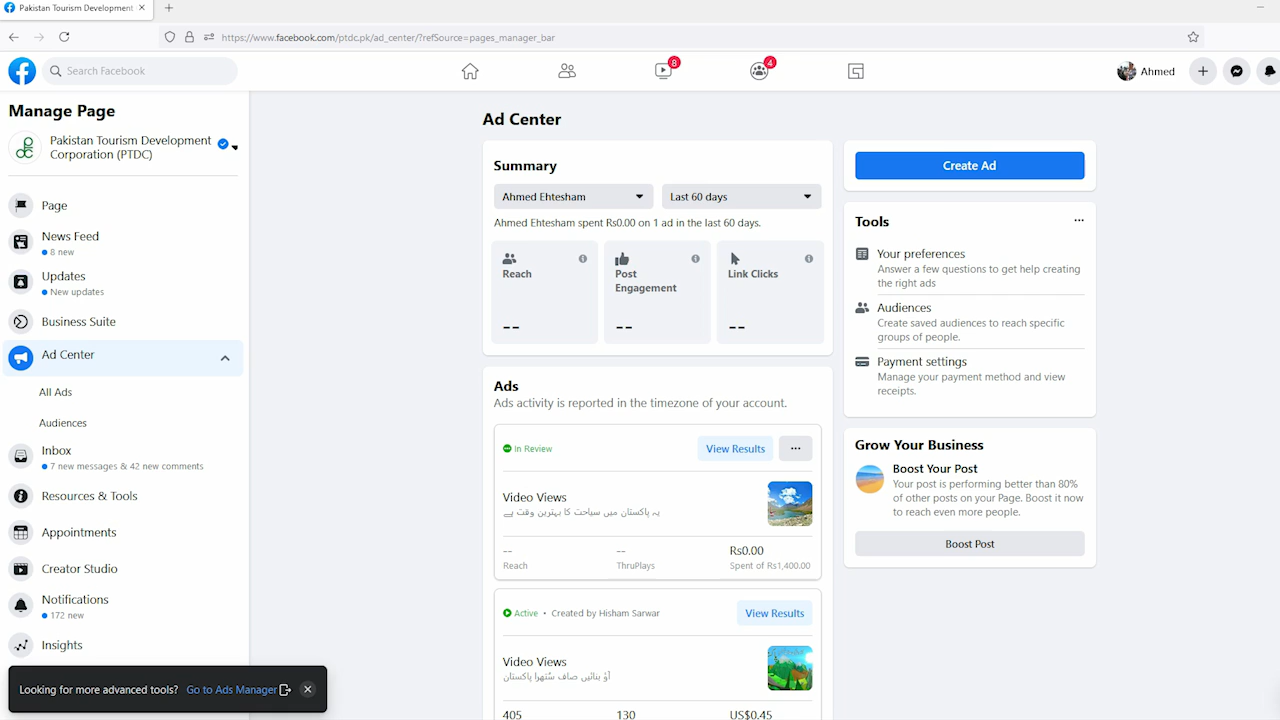 Pakistan Tourism Development
https://www.facebook.com/ptdc.pk/ad_center/?refSource=pages_manager_bar
Search Facebook
8
4
Ahmed
Manage Page
Pakistan Tourism Development
Corporation (PTDC)
Page
News Feed
8 new
Updates
New updates
Business Suite
Ad Center
All Ads
Audiences
Inbox
7 new messages & 42 new comments
Resources & Tools
Appointments
Creator Studio
Notifications
172 new
Insights
Looking for more advanced tools? Go to Ads Manager
Ad Center
Summary
Ahmed Ehtesham
Last 60 days
Ahmed Ehtesham spent Rs0.00 on 1 ad in the last 60 days.
Reach
--
Post
Engagement
--
Link Clicks
--
Ads
Ads activity is reported in the timezone of your account.
In Review
View Results
Video Views
یہ پاکستان میں سیاحت کا بہترین وقت ہے
-- -- Rs0.00
Reach ThruPlays Spent of Rs1,400.00
Active • Created by Hisham Sarwar
View Results
Video Views
آؤ بنائیں صاف سُتھرا پاکستان
405 130 US$0.45
Create Ad
Tools
Your preferences
Answer a few questions to get help creating
the right ads
Audiences
Create saved audiences to reach specific
groups of people.
Payment settings
Manage your payment method and view
receipts.
Grow Your Business
Boost Your Post
Your post is performing better than 80%
of other posts on your Page. Boost it now
to reach even more people.
Boost Post